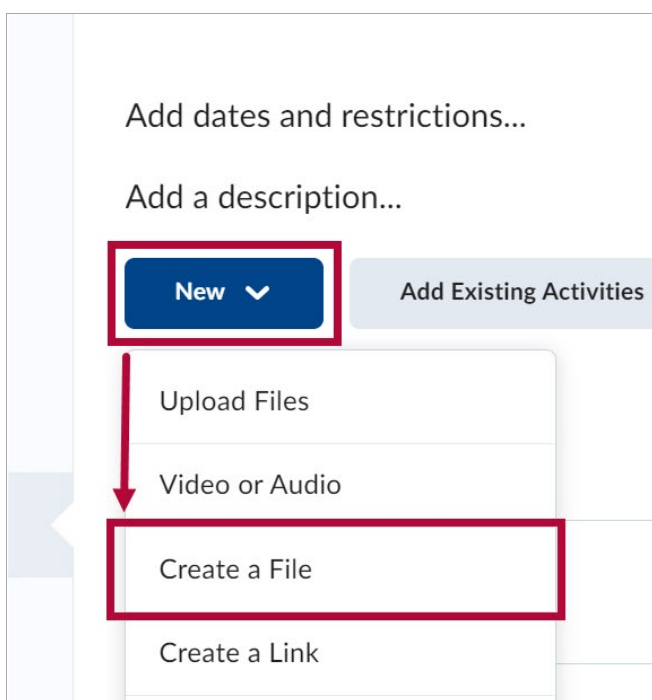 Add dates and restrictions...
Add a description...
New Add Existing Activities
Upload Files
Video or Audio
Create a File
Create a Link